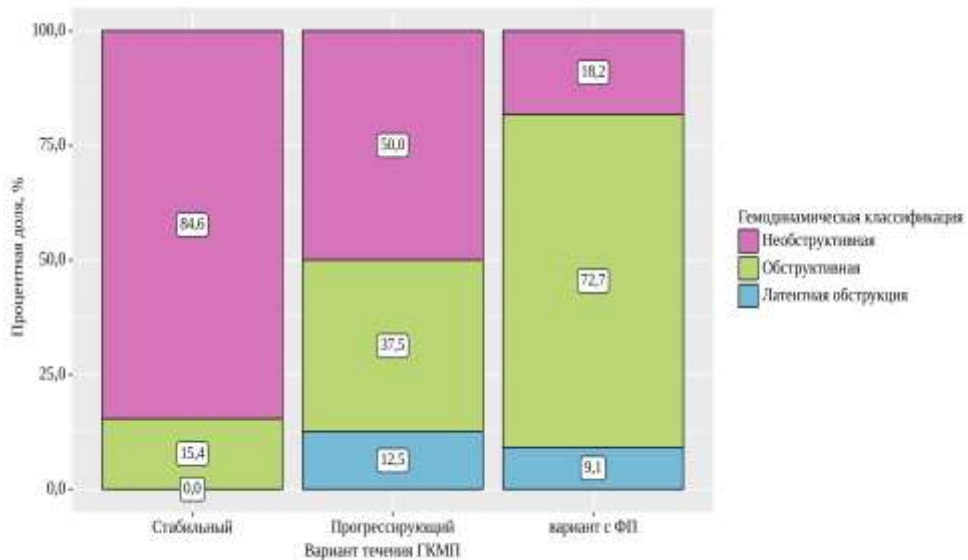 100,0
75,0
50,0
25,0
0,0
Процентная доля, %
84,6
15,4
0,0
50,0
37,5
12,5
18,2
72,7
9,1
Стабильный
Прогрессирующий
вариант с ФП
Вариант течения ГКМП
Гемодинамическая классификация
Необструктивная
Обструктивная
Латентная обструкция